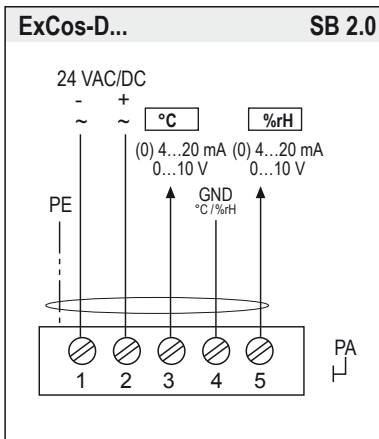 ExCos-D... SB 2.0
24 VAC/DC
- +
~ ~ °C %rH
(0) 4...20 mA (0) 4...20 mA
0...10 V 0...10 V
PE GND
°C /%rH
PA
1 2 3 4 5